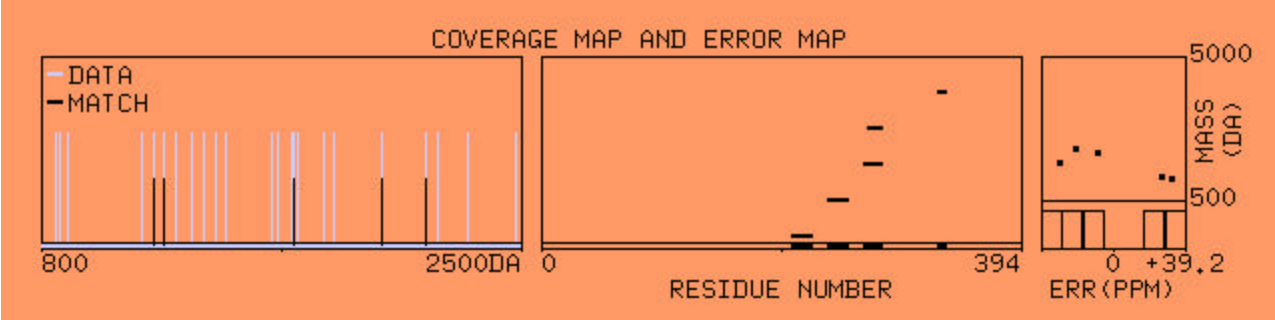 COVERAGE MAP AND ERROR MAP
DATA
MATCH
5000
MASS
(DA)
500
800
2500DA
0
394
0
+39.2
RESIDUE NUMBER
ERR(PPM)